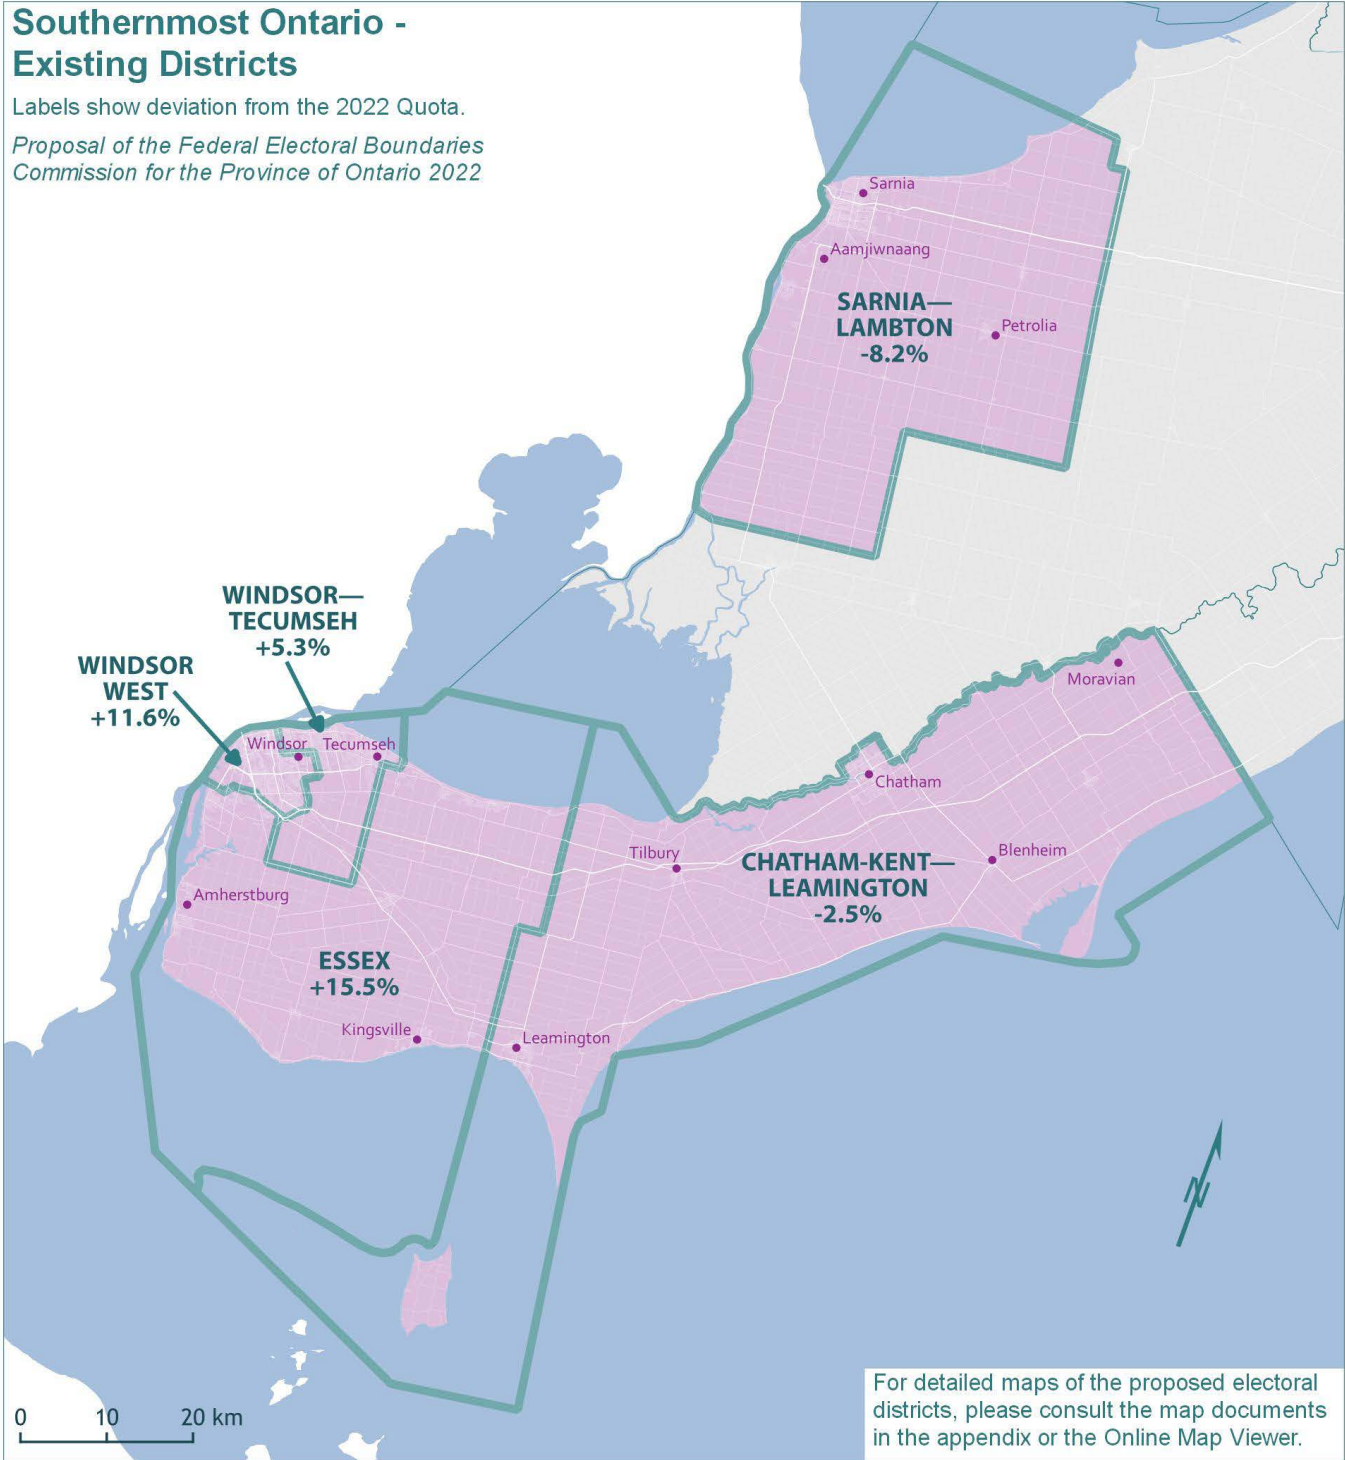 Southernmost Ontario -
Existing Districts
Labels show deviation from the 2022 Quota.
Proposal of the Federal Electoral Boundaries
Commission for the Province of Ontario 2022
Sarnia
Aamjiwnaang
SARNIA—
LAMBTON
-8.2%
Petrolia
WINDSOR—
TECUMSEH
+5.3%
WINDSOR
WEST
+11.6%
Moravian
Windsor
Tecumseh
Chatham
Tilbury
CHATHAM-KENT—
LEAMINGTON
-2.5%
Blenheim
Amherstburg
ESSEX
+15.5%
Kingsville
Leamington
N
0 10 20 km
For detailed maps of the proposed electoral
districts, please consult the map documents
in the appendix or the Online Map Viewer.